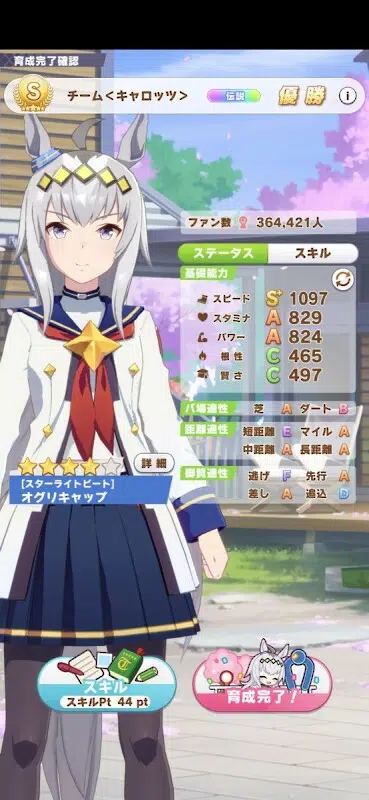 育成完了確認
S
チーム<キャロッツ>
伝説
優勝
i
ファン数 364,421人
ステータス スキル
基礎能力
スピード S+ 1097
スタミナ A 829
パワー A 824
根性 C 465
賢さ C 497
バ場適性 芝 A ダート B
距離適性 短距離 E マイル A
中距離 A 長距離 A
脚質適性 逃げ F 先行 A
差し A 追込 D
詳細
[スターライトビート]
オグリキャップ
スキル
スキルPt 44 pt
育成完了!